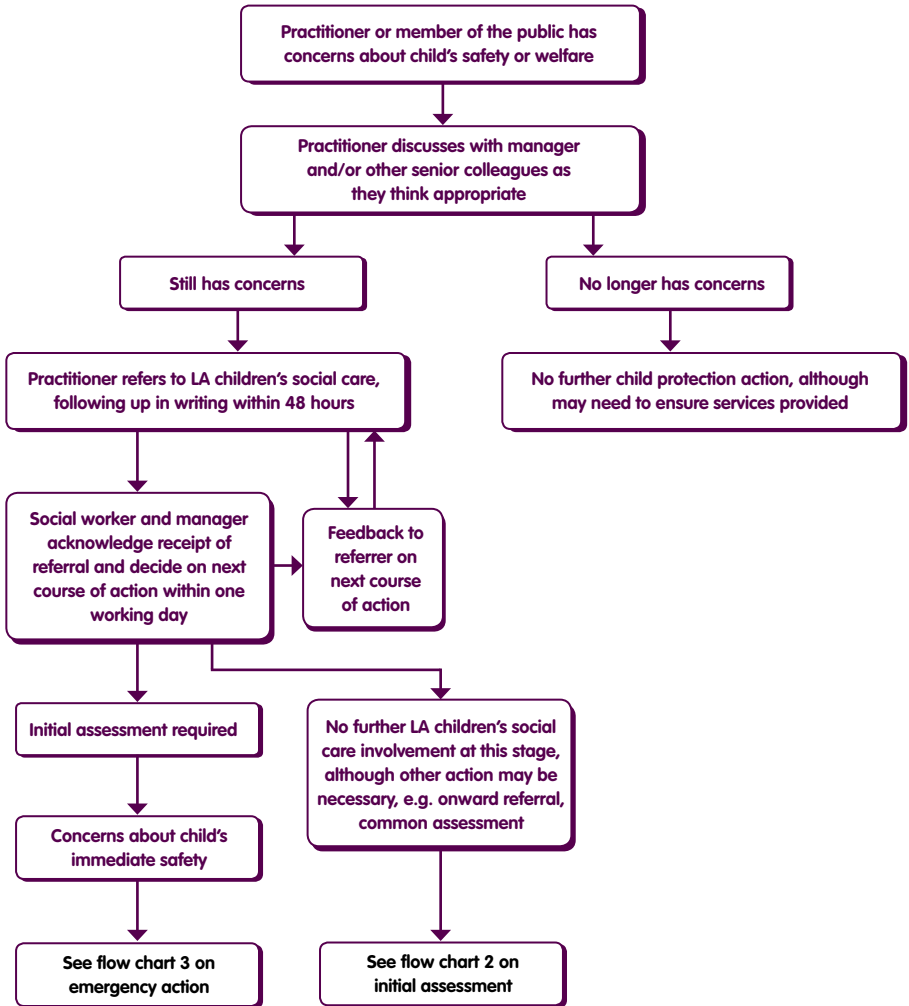 Practitioner or member of the public has
concerns about child's safety or welfare
Practitioner discusses with manager
and/or other senior colleagues as
they think appropriate
Still has concerns
No longer has concerns
Practitioner refers to LA children's social care,
following up in writing within 48 hours
No further child protection action, although
may need to ensure services provided
Social worker and manager
acknowledge receipt of
referral and decide on next
course of action within one
working day
Feedback to
referrer on
next course
of action
Initial assessment required
No further LA children's social
care involvement at this stage,
although other action may be
necessary, e.g. onward referral,
common assessment
Concerns about child's
immediate safety
See flow chart 3 on
emergency action
See flow chart 2 on
initial assessment